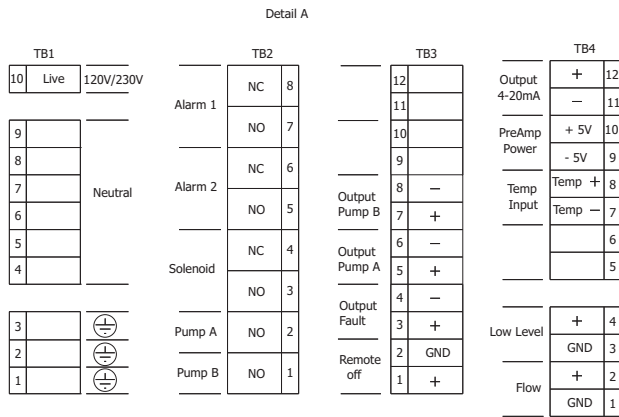 Detail A
TB1
10 Live 120V/230V
9
8
7 Neutral
6
5
4
3
2
1
TB2
Alarm 1 NC 8
NO 7
Alarm 2 NC 6
NO 5
Solenoid NC 4
NO 3
Pump A NO 2
Pump B NO 1
TB3
12
11
10
9
Output Pump B 8 −
7 +
Output Pump A 6 −
5 +
Output Fault 4 −
3 +
Remote off 2 GND
1 +
TB4
Output 4-20mA + 12
− 11
PreAmp Power + 5V 10
- 5V 9
Temp Input Temp + 8
Temp − 7
6
5
Low Level + 4
GND 3
Flow + 2
GND 1